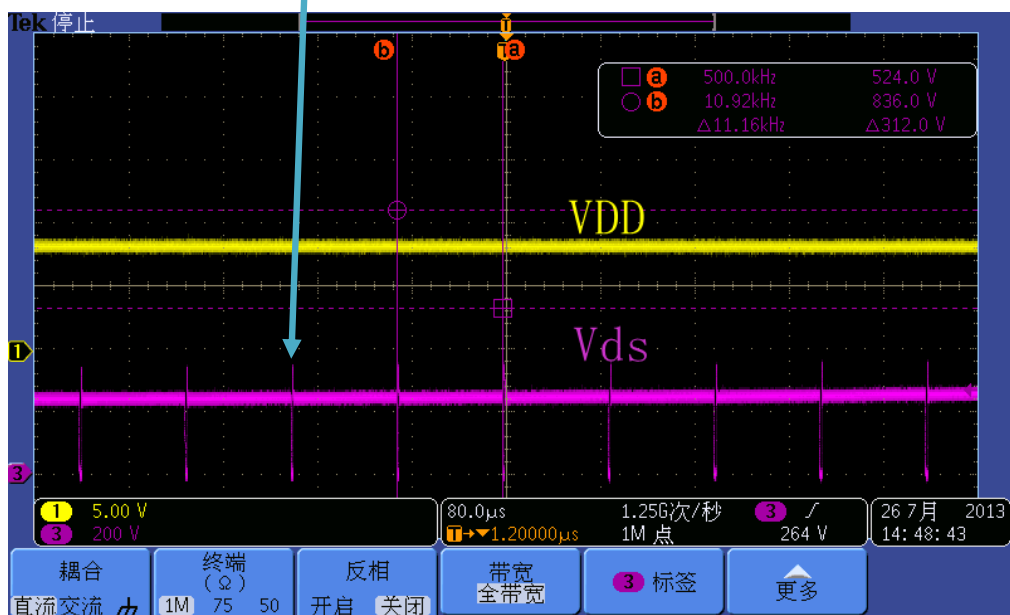 Tek 停止
T
b T a
a 500.0kHz 524.0 V
b 10.92kHz 836.0 V
△11.16kHz △312.0 V
VDD
Vds
1
3
1 5.00 V
3 200 V
80.0µs 1.25G次/秒 3
T→▼1.20000µs 1M 点 264 V
26 7月 2013
14:48:43
耦合
直流 交流
终端
(Ω)
1M 75 50
反相
开启 关闭
带宽
全带宽
3 标签
更多